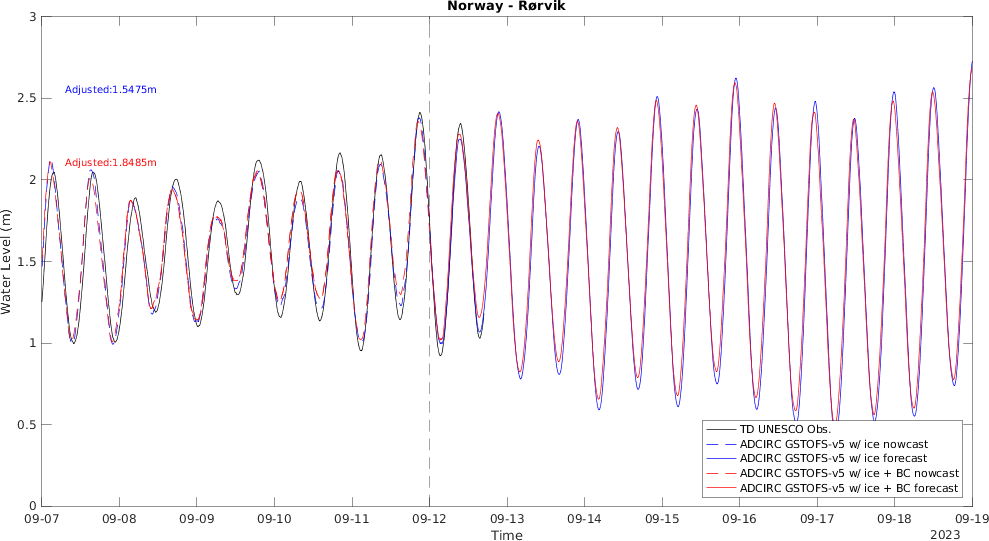 Norway - Rørvik
3
2.5
2
1.5
1
0.5
0
Water Level (m)
Adjusted:1.5475m
Adjusted:1.8485m
TD UNESCO Obs.
ADCIRC GSTOFS-v5 w/ ice nowcast
ADCIRC GSTOFS-v5 w/ ice forecast
ADCIRC GSTOFS-v5 w/ ice + BC nowcast
ADCIRC GSTOFS-v5 w/ ice + BC forecast
09-07 09-08 09-09 09-10 09-11 09-12 09-13 09-14 09-15 09-16 09-17 09-18 09-19
Time
2023